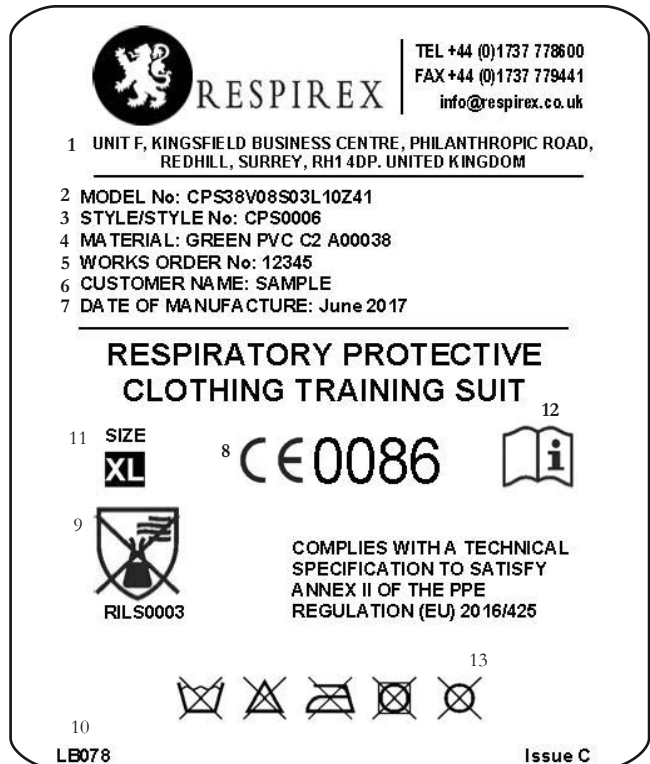 RESPIREX
TEL +44 (0)1737 778600
FAX +44 (0)1737 779441
info@respirex.co.uk
1 UNIT F, KINGSFIELD BUSINESS CENTRE, PHILANTHROPIC ROAD,
REDHILL, SURREY, RH1 4DP. UNITED KINGDOM
2 MODEL No: CPS38V08S03L10Z41
3 STYLE/STYLE No: CPS0006
4 MATERIAL: GREEN PVC C2 A00038
5 WORKS ORDER No: 12345
6 CUSTOMER NAME: SAMPLE
7 DATE OF MANUFACTURE: June 2017
RESPIRATORY PROTECTIVE
CLOTHING TRAINING SUIT
12
11 SIZE
XL
8 CE 0086
i
9
RILS0003
COMPLIES WITH A TECHNICAL
SPECIFICATION TO SATISFY
ANNEX II OF THE PPE
REGULATION (EU) 2016/425
13
10
LB078
Issue C